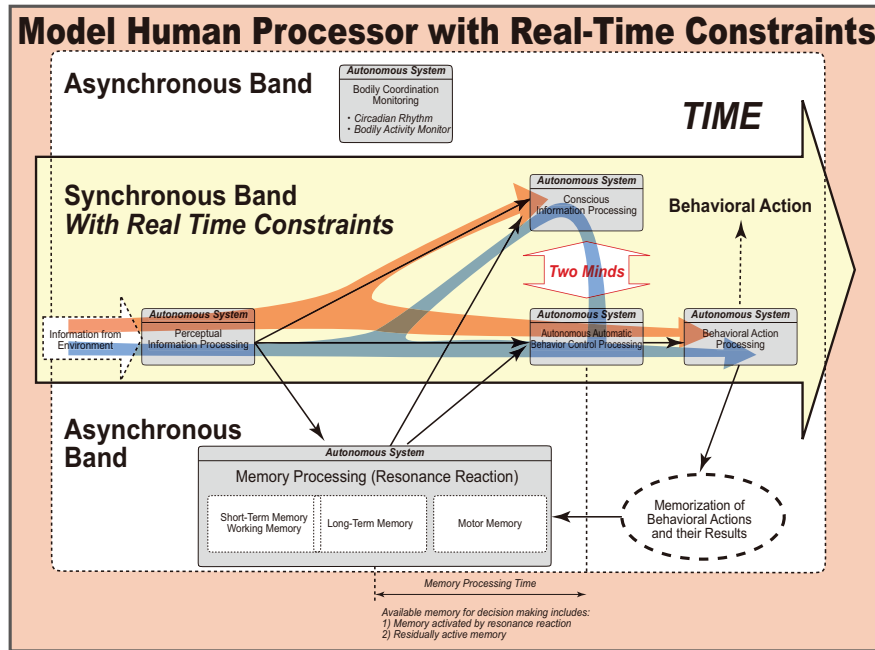 Model Human Processor with Real-Time Constraints
Asynchronous Band
Autonomous System
Bodily Coordination
Monitoring
・Circadian Rhythm
・Bodily Activity Monitor
TIME
Synchronous Band
With Real Time Constraints
Autonomous System
Conscious
Information Processing
Behavioral Action
Two Minds
Information from
Environment
Autonomous System
Perceptual
Information Processing
Autonomous System
Autonomous Automatic
Behavior Control Processing
Autonomous System
Behavioral Action
Processing
Asynchronous
Band
Autonomous System
Memory Processing (Resonance Reaction)
Short-Term Memory
Working Memory
Long-Term Memory
Motor Memory
Memorization of
Behavioral Actions
and their Results
Memory Processing Time
Available memory for decision making includes:
1) Memory activated by resonance reaction
2) Residually active memory